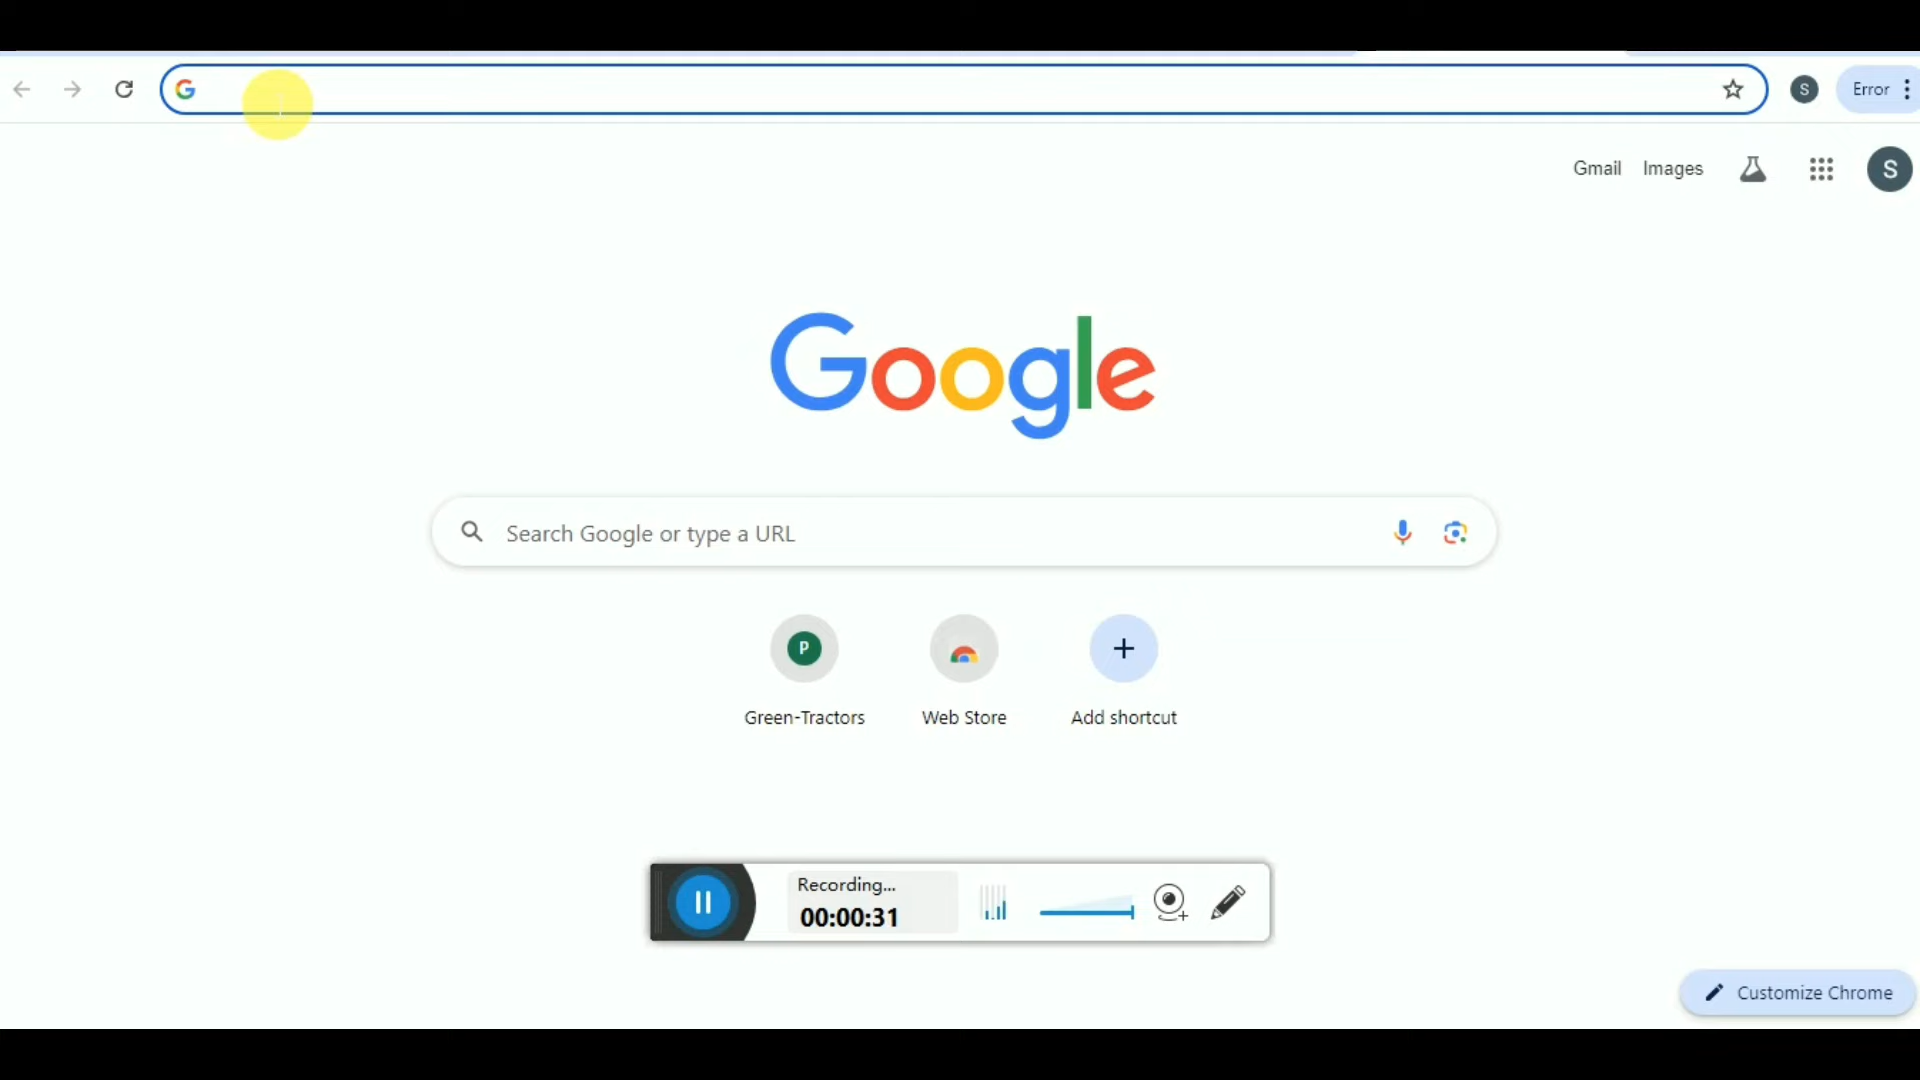 S
Error
Gmail
Images
S
Google
Search Google or type a URL
P
Green-Tractors
Web Store
Add shortcut
Recording...
00:00:31
Customize Chrome